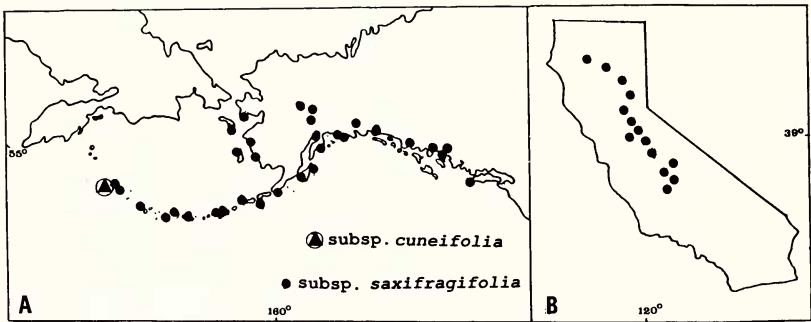 55°
39°
subsp. cuneifolia
subsp. saxifragifolia
A
160°
B
120°